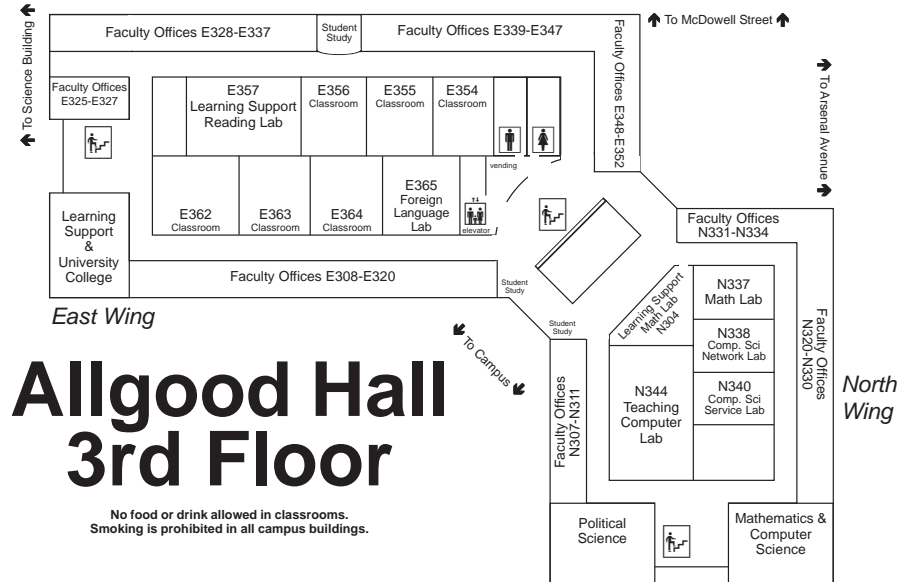 To McDowell Street
Faculty Offices E328-E337
Student
Study
Faculty Offices E339-E347
Faculty Offices E348-E352
To Science Building
To Arsenal Avenue
Faculty Offices
E325-E327
E357
Learning Support
Reading Lab
E356
Classroom
E355
Classroom
E354
Classroom
vending
E362
Classroom
E363
Classroom
E364
Classroom
E365
Foreign
Language
Lab
elevator
Learning
Support
&
University
College
Faculty Offices
N331-N334
Faculty Offices E308-E320
Student
Study
East Wing
Student
Study
To Campus
Learning Support
Math Lab
N304
N337
Math Lab
N338
Comp. Sci
Network Lab
N340
Comp. Sci
Service Lab
N344
Teaching
Computer
Lab
Faculty Offices
N320-N330
Faculty Offices
N307-N311
North
Wing
Allgood Hall
3rd Floor
No food or drink allowed in classrooms.
Smoking is prohibited in all campus buildings.
Political
Science
Mathematics &
Computer
Science